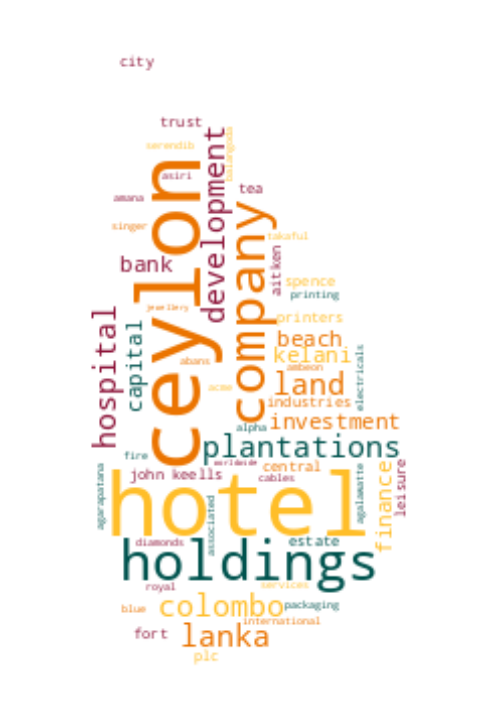 city
trust
serendib
balangoda
development
ceylon
asiri
tea
amana
company
singer
takaful
bank
aitken
spence
printing
hospital
jewellery
printers
capital
beach
kelani
electricals
abans
ambeon
land
acme
industries
investment
alpha
plantations
fire
worldwide
central
finance
leisure
agarapatana
john keells
cables
agalawatte
hotel
associated
diamonds
estate
holdings
royal
services
colombo
packaging
blue
international
fort
lanka
plc